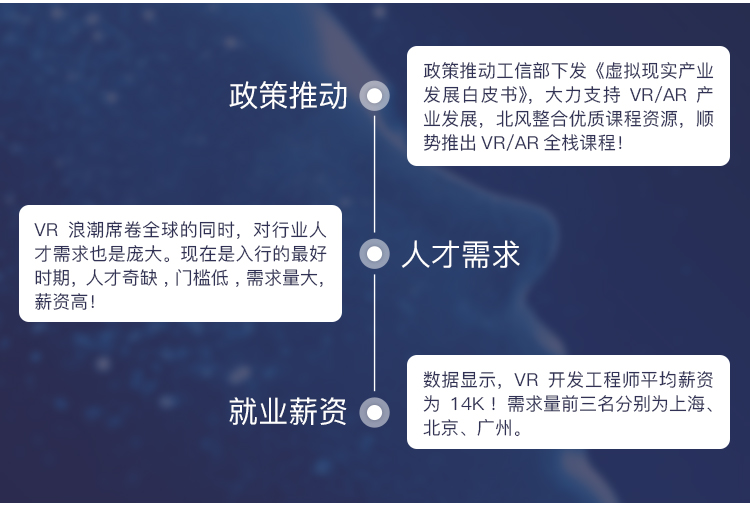 政策推动
政策推动工信部下发《虚拟现实产业
发展白皮书》，大力支持 VR/AR 产
业发展，北风整合优质课程资源，顺
势推出 VR/AR 全栈课程！
VR 浪潮席卷全球的同时，对行业人
才需求也是庞大。现在是入行的最好
时期，人才奇缺，门槛低，需求量大，
薪资高！
人才需求
就业薪资
数据显示，VR 开发工程师平均薪资
为 14K！需求量前三名分别为上海、
北京、广州。